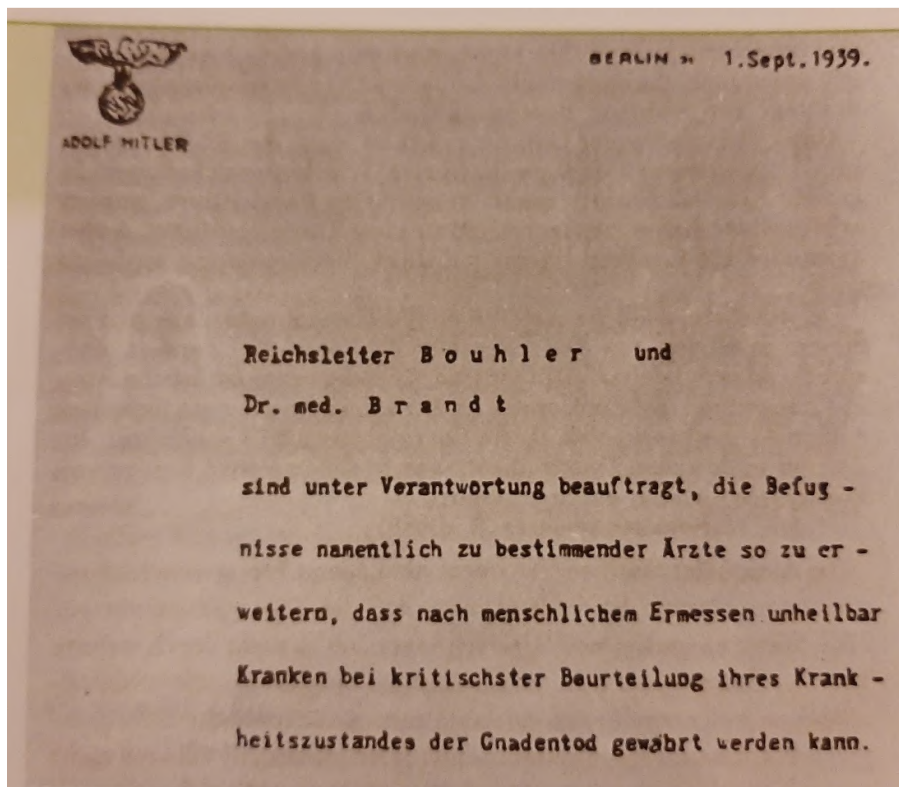 BERLIN, 1.Sept.1939.
ADOLF HITLER
Reichsleiter B o u h l e r und
Dr. med. B r a n d t
sind unter Verantwortung beauftragt, die Befug -
nisse namentlich zu bestimmender Ärzte so zu er -
weitern, dass nach menschlichem Ermessen unheilbar
Kranken bei kritischster Beurteilung ihres Krank -
heitszustandes der Gnadentod gewährt werden kann.